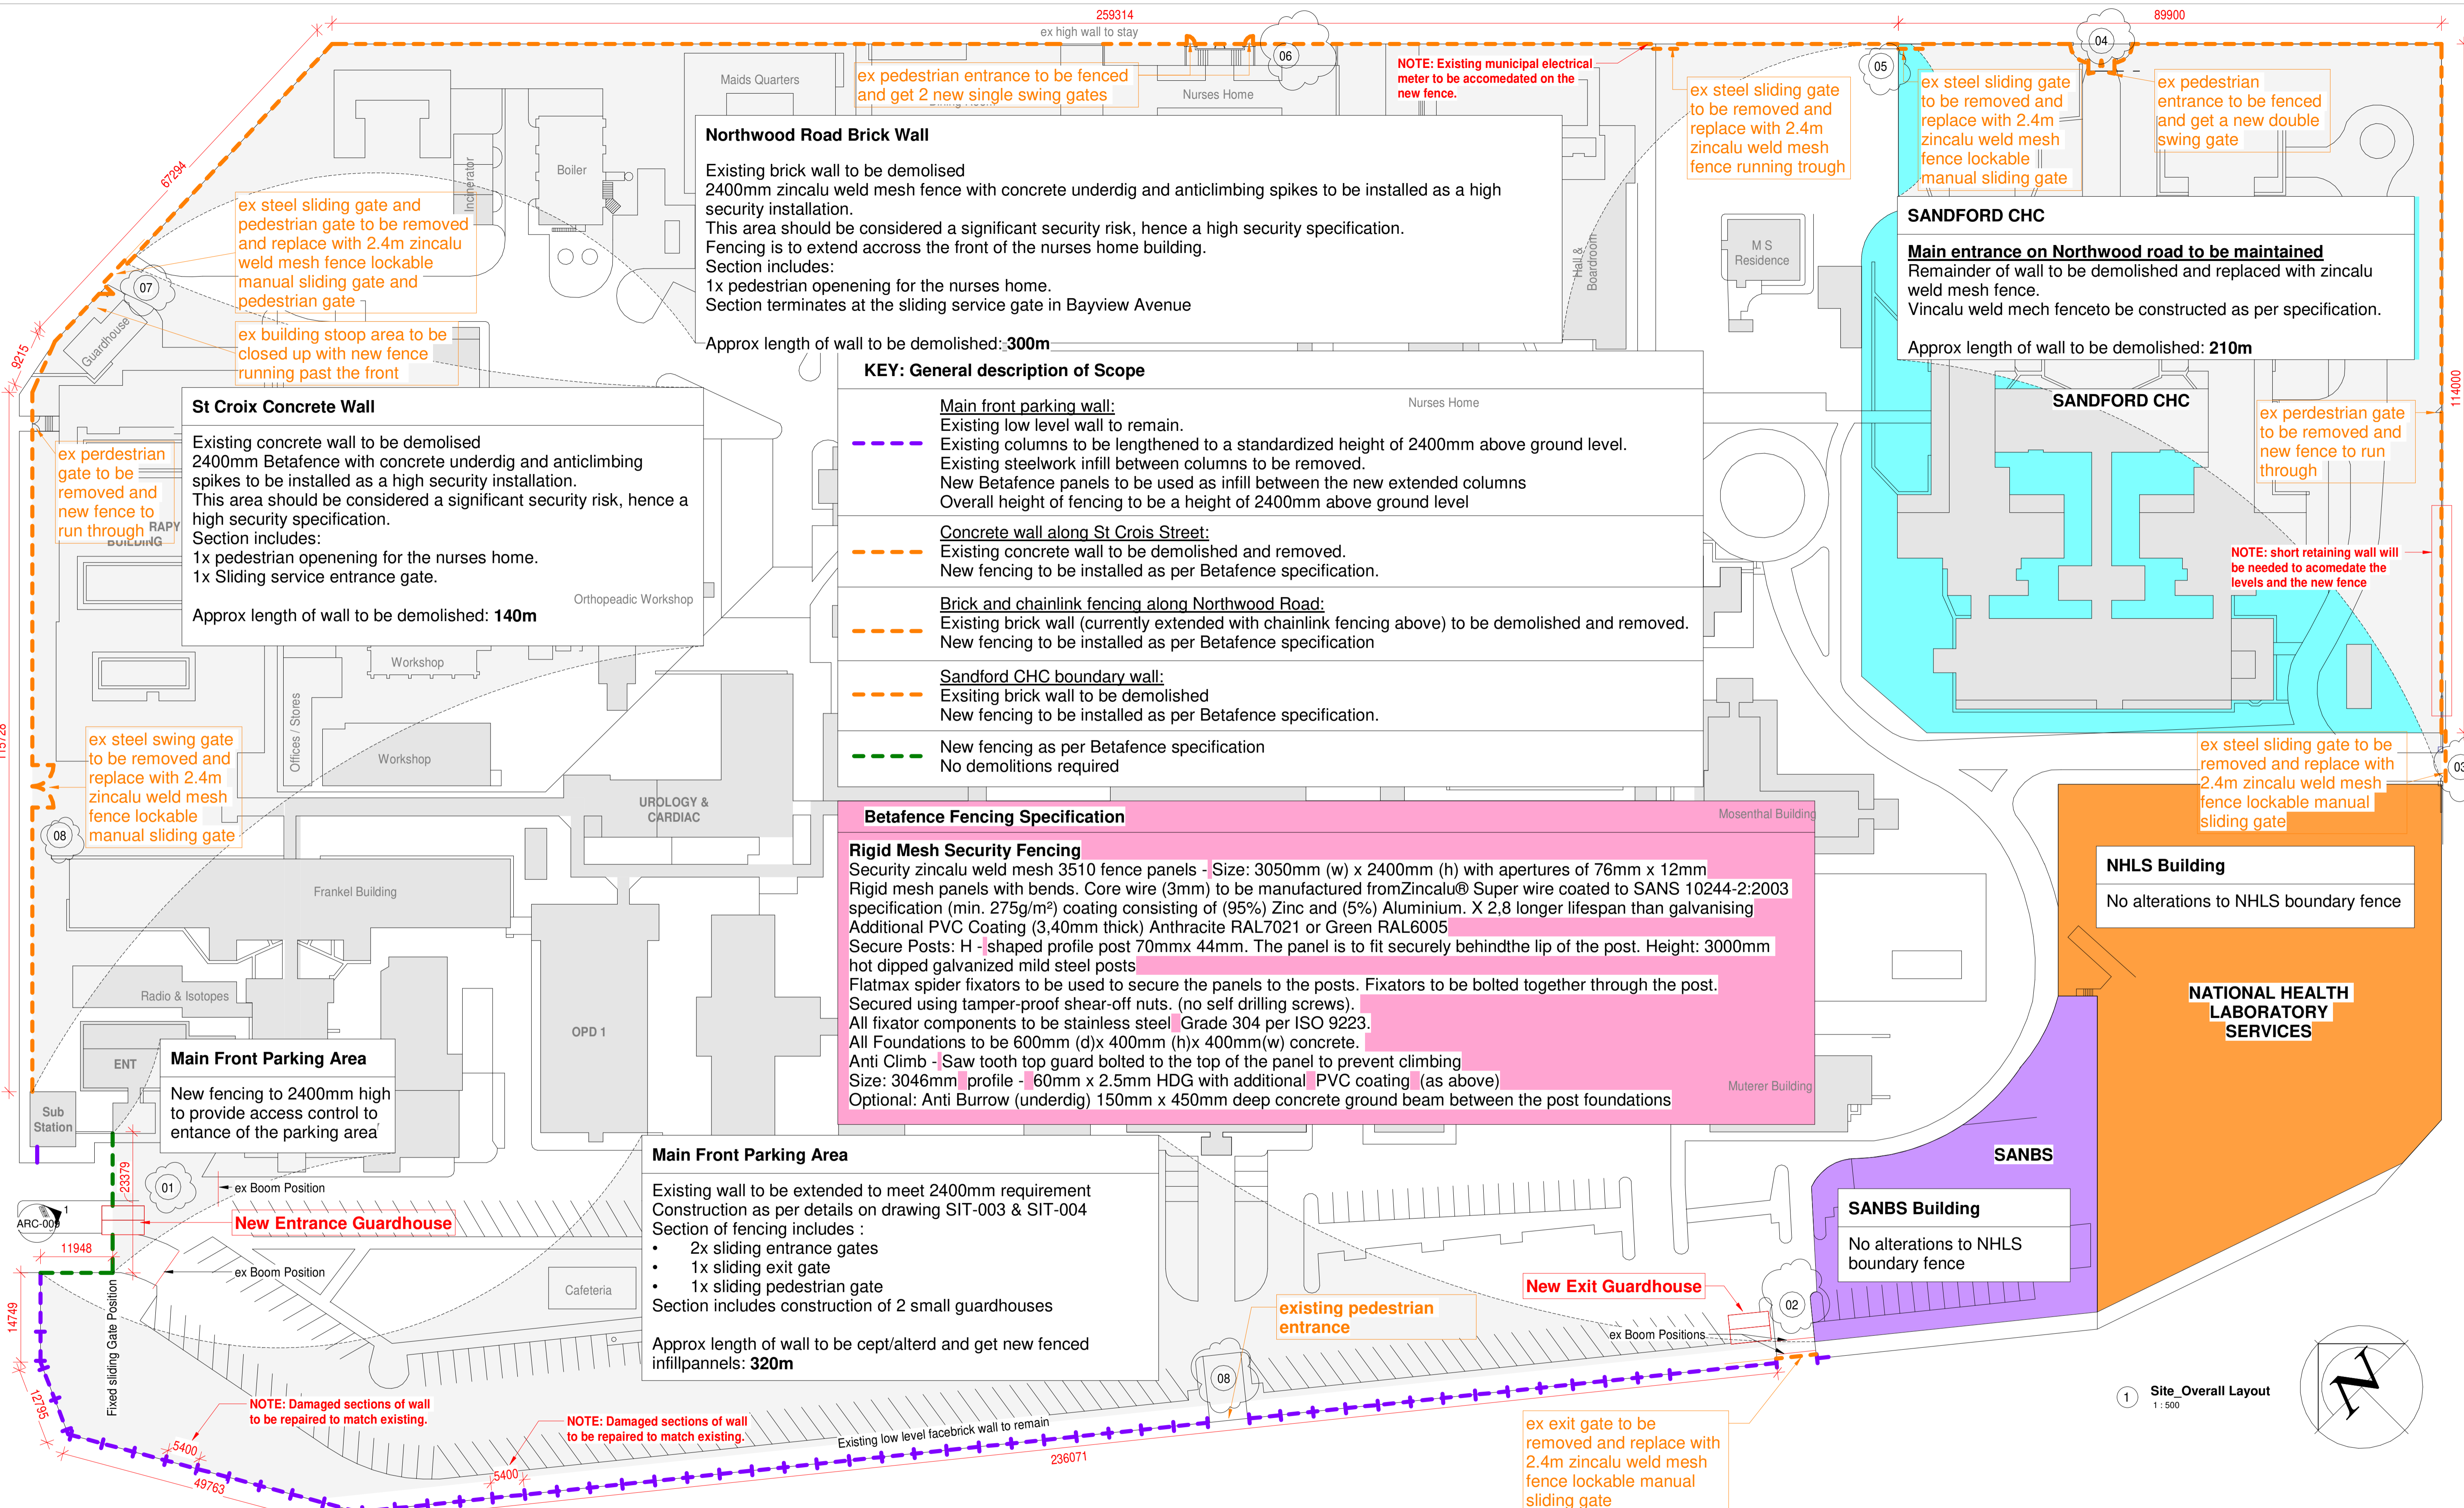 259314
89900
ex high wall to stay
06
04
05
Maids Quarters
ex pedestrian entrance to be fenced
and get 2 new single swing gates
Nurses Home
NOTE: Existing municipal electrical
meter to be accomedated on the
new fence.
ex steel sliding gate
to be removed and
replace with 2.4m
zincalu weld mesh
fence running trough
ex steel sliding gate
to be removed and
replace with 2.4m
zincalu weld mesh
fence lockable
manual sliding gate
ex pedestrian
entrance to be fenced
and get a new double
swing gate
67294
Incinerator
Boiler
Northwood Road Brick Wall
Existing brick wall to be demolised
2400mm zincalu weld mesh fence with concrete underdig and anticlimbing spikes to be installed as a high
security installation.
This area should be considered a significant security risk, hence a high security specification.
Fencing is to extend accross the front of the nurses home building.
Section includes:
1x pedestrian openening for the nurses home.
Section terminates at the sliding service gate in Bayview Avenue
Approx length of wall to be demolished: 300m
Hall &
Boardroom
M S
Residence
SANDFORD CHC
Main entrance on Northwood road to be maintained
Remainder of wall to be demolished and replaced with zincalu
weld mesh fence.
Vincalu weld mech fenceto be constructed as per specification.
Approx length of wall to be demolished: 210m
ex steel sliding gate and
pedestrian gate to be removed
and replace with 2.4m zincalu
weld mesh fence lockable
manual sliding gate and
pedestrian gate
07
Guardhouse
9215
ex building stoop area to be
closed up with new fence
running past the front
St Croix Concrete Wall
Existing concrete wall to be demolised
2400mm Betafence with concrete underdig and anticlimbing
spikes to be installed as a high security installation.
This area should be considered a significant security risk, hence a
high security specification.
Section includes:
1x pedestrian openening for the nurses home.
1x Sliding service entrance gate.
Approx length of wall to be demolished: 140m
Orthopeadic Workshop
ex perdestrian
gate to be
removed and
new fence to
run through
RAPY
BUILDING
KEY: General description of Scope
Nurses Home
Main front parking wall:
Existing low level wall to remain.
Existing columns to be lengthened to a standardized height of 2400mm above ground level.
Existing steelwork infill between columns to be removed.
New Betafence panels to be used as infill between the new extended columns
Overall height of fencing to be a height of 2400mm above ground level
Concrete wall along St Crois Street:
Existing concrete wall to be demolished and removed.
New fencing to be installed as per Betafence specification.
Brick and chainlink fencing along Northwood Road:
Existing brick wall (currently extended with chainlink fencing above) to be demolished and removed.
New fencing to be installed as per Betafence specification
Sandford CHC boundary wall:
Exsiting brick wall to be demolished
New fencing to be installed as per Betafence specification.
New fencing as per Betafence specification
No demolitions required
SANDFORD CHC
114000
ex perdestrian gate
to be removed and
new fence to run
through
NOTE: short retaining wall will
be needed to acomedate the
levels and the new fence
ex steel sliding gate to be
removed and replace with
2.4m zincalu weld mesh
fence lockable manual
sliding gate
03
115728
Workshop
Offices / Stores
Workshop
ex steel swing gate
to be removed and
replace with 2.4m
zincalu weld mesh
fence lockable
manual sliding gate
08
UROLOGY &
CARDIAC
Frankel Building
Radio & Isotopes
OPD 1
ENT
Sub
Station
Betafence Fencing Specification
Mosenthal Building
Rigid Mesh Security Fencing
Security zincalu weld mesh 3510 fence panels - Size: 3050mm (w) x 2400mm (h) with apertures of 76mm x 12mm
Rigid mesh panels with bends. Core wire (3mm) to be manufactured fromZincalu® Super wire coated to SANS 10244-2:2003
specification (min. 275g/m²) coating consisting of (95%) Zinc and (5%) Aluminium. X 2,8 longer lifespan than galvanising
Additional PVC Coating (3,40mm thick) Anthracite RAL7021 or Green RAL6005
Secure Posts: H - shaped profile post 70mmx 44mm. The panel is to fit securely behindthe lip of the post. Height: 3000mm
hot dipped galvanized mild steel posts
Flatmax spider fixators to be used to secure the panels to the posts. Fixators to be bolted together through the post.
Secured using tamper-proof shear-off nuts. (no self drilling screws).
All fixator components to be stainless steel Grade 304 per ISO 9223.
All Foundations to be 600mm (d)x 400mm (h)x 400mm(w) concrete.
Anti Climb - Saw tooth top guard bolted to the top of the panel to prevent climbing
Size: 3046mm profile - 60mm x 2.5mm HDG with additional PVC coating (as above)
Optional: Anti Burrow (underdig) 150mm x 450mm deep concrete ground beam between the post foundations
Muterer Building
NHLS Building
No alterations to NHLS boundary fence
NATIONAL HEALTH
LABORATORY
SERVICES
SANBS
SANBS Building
No alterations to NHLS
boundary fence
Main Front Parking Area
New fencing to 2400mm high
to provide access control to
entance of the parking area
Main Front Parking Area
Existing wall to be extended to meet 2400mm requirement
Construction as per details on drawing SIT-003 & SIT-004
Section of fencing includes :
• 2x sliding entrance gates
• 1x sliding exit gate
• 1x sliding pedestrian gate
Section includes construction of 2 small guardhouses
Approx length of wall to be cept/alterd and get new fenced
infillpannels: 320m
23379
01
ex Boom Position
1
ARC-009
New Entrance Guardhouse
11948
ex Boom Position
Cafeteria
Fixed sliding Gate Position
14749
12795
NOTE: Damaged sections of wall
to be repaired to match existing.
5400
49763
NOTE: Damaged sections of wall
to be repaired to match existing.
5400
Existing low level facebrick wall to remain
236071
08
existing pedestrian
entrance
New Exit Guardhouse
02
ex Boom Positions
ex exit gate to be
removed and replace with
2.4m zincalu weld mesh
fence lockable manual
sliding gate
1
Site_Overall Layout
1 : 500
N